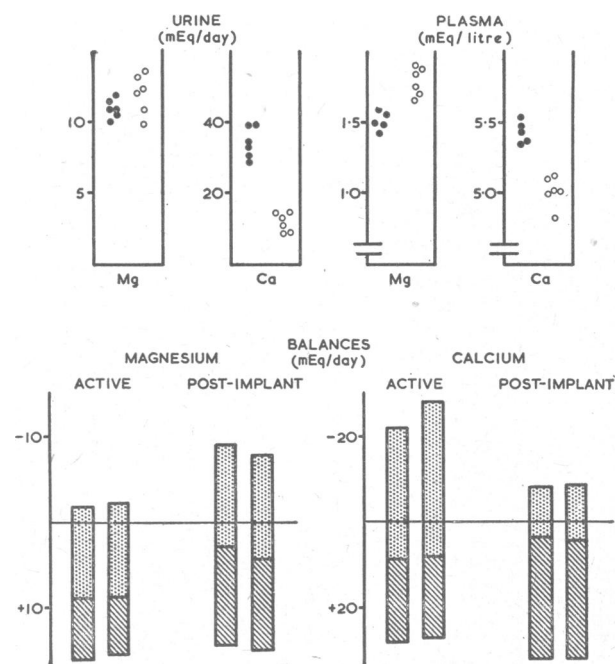 URINE
(mEq/day)
PLASMA
(mEq/litre)
10
5
40
20
1.5
1.0
5.5
5.0
Mg
Ca
Mg
Ca
BALANCES
(mEq/day)
MAGNESIUM
CALCIUM
ACTIVE
POST-IMPLANT
ACTIVE
POST-IMPLANT
-10
+10
-20
+20